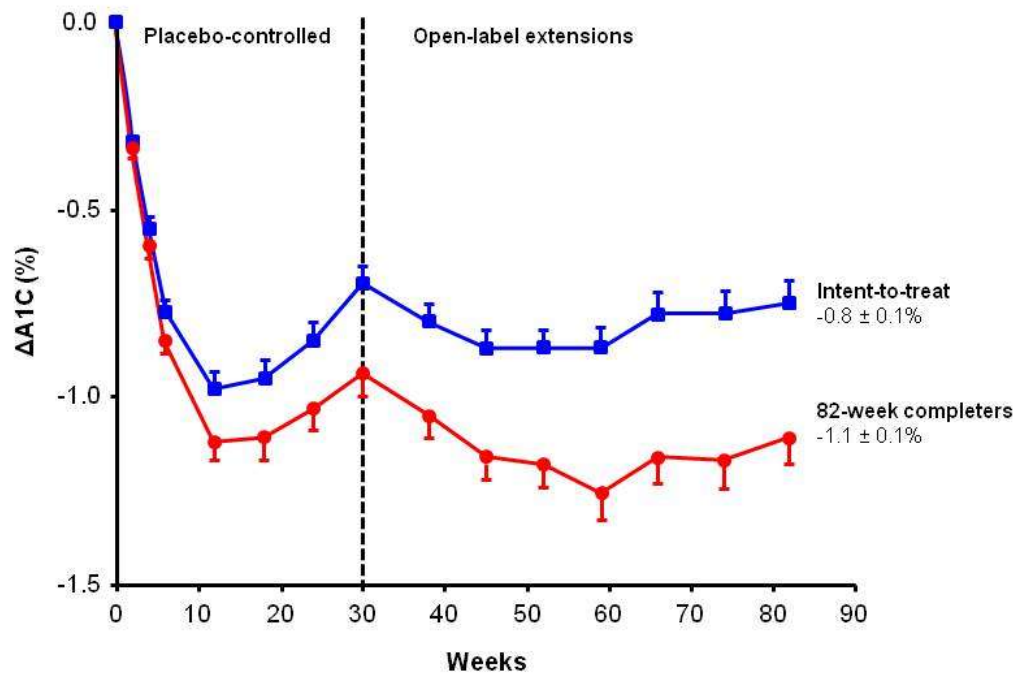 0.0
Placebo-controlled
Open-label extensions
-0.5
ΔA1C (%)
Intent-to-treat
-0.8 ± 0.1%
-1.0
82-week completers
-1.1 ± 0.1%
-1.5
0 10 20 30 40 50 60 70 80 90
Weeks